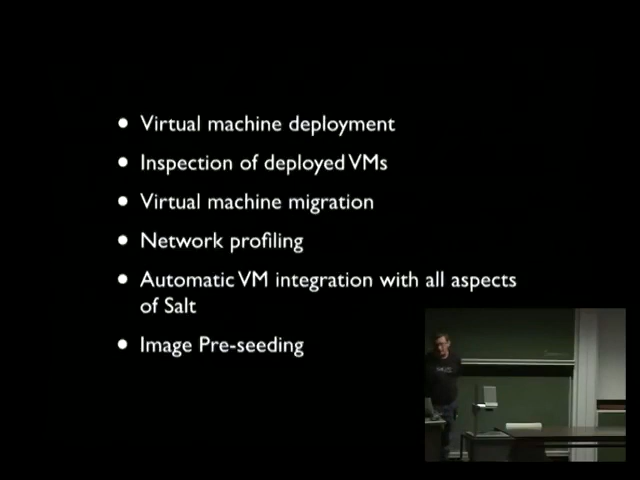 Virtual machine deployment
Inspection of deployed VMs
Virtual machine migration
Network profiling
Automatic VM integration with all aspects
of Salt
Image Pre-seeding